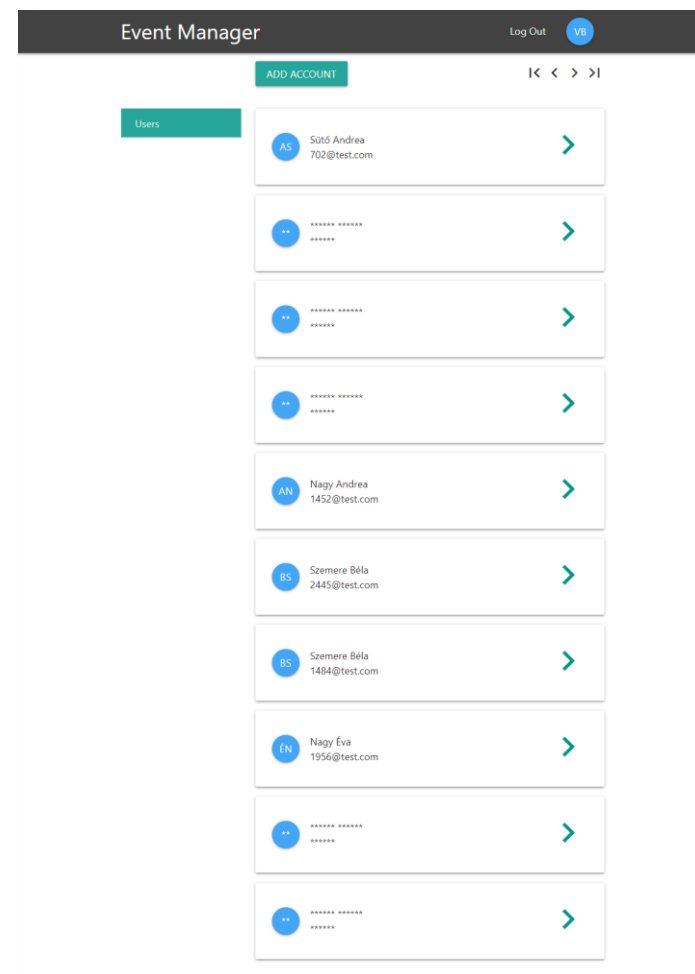 Event Manager
Log Out
VB
ADD ACCOUNT
Users
AS
Sütő Andrea
702@test.com
**
****** ******
******
**
****** ******
******
**
****** ******
******
AN
Nagy Andrea
1452@test.com
BS
Szemere Béla
2445@test.com
BS
Szemere Béla
1484@test.com
ÉN
Nagy Éva
1956@test.com
**
****** ******
******
**
****** ******
******